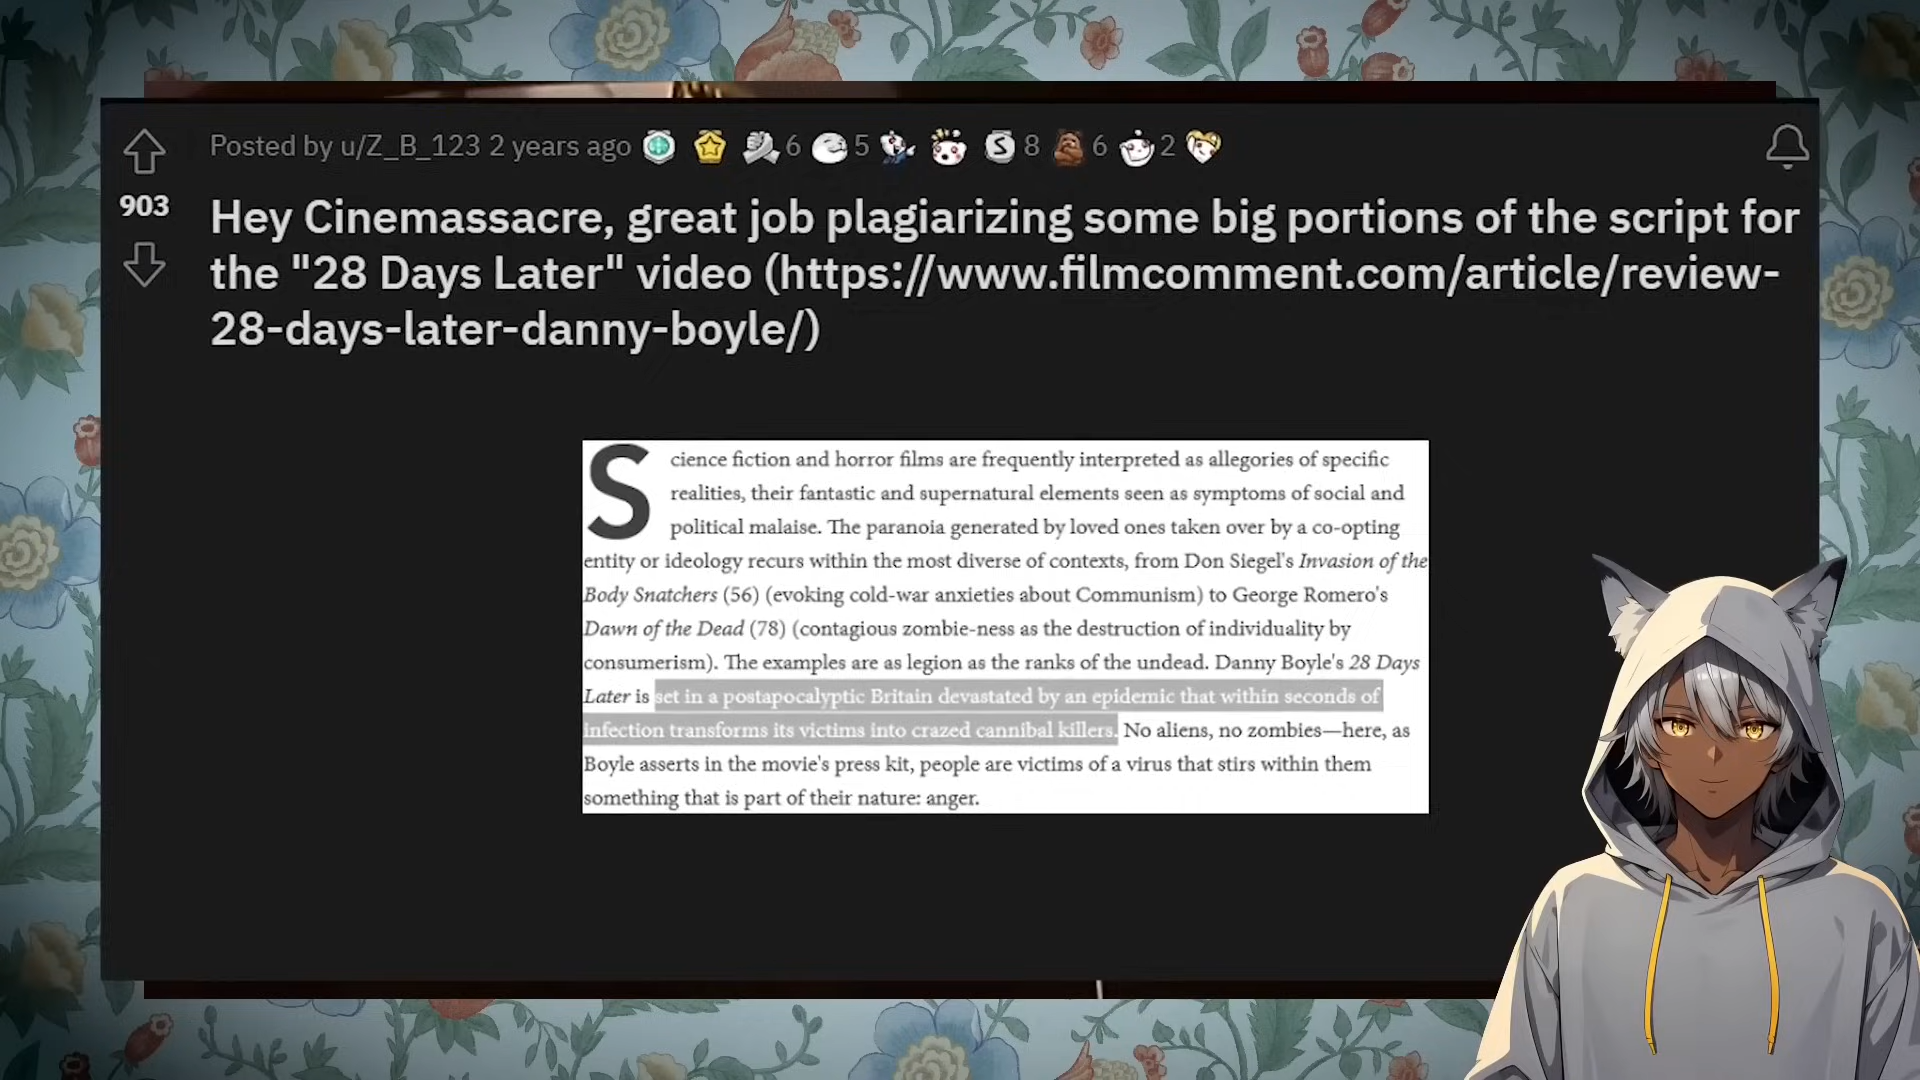 Posted by u/Z_B_123 2 years ago 6 5 8 6 2
903
Hey Cinemassacre, great job plagiarizing some big portions of the script for
the "28 Days Later" video (https://www.filmcomment.com/article/review-
28-days-later-danny-boyle/)
Science fiction and horror films are frequently interpreted as allegories of specific
realities, their fantastic and supernatural elements seen as symptoms of social and
political malaise. The paranoia generated by loved ones taken over by a co-opting
entity or ideology recurs within the most diverse of contexts, from Don Siegel's Invasion of the
Body Snatchers (56) (evoking cold-war anxieties about Communism) to George Romero's
Dawn of the Dead (78) (contagious zombie-ness as the destruction of individuality by
consumerism). The examples are as legion as the ranks of the undead. Danny Boyle's 28 Days
Later is set in a postapocalyptic Britain devastated by an epidemic that within seconds of
infection transforms its victims into crazed cannibal killers. No aliens, no zombies—here, as
Boyle asserts in the movie's press kit, people are victims of a virus that stirs within them
something that is part of their nature: anger.